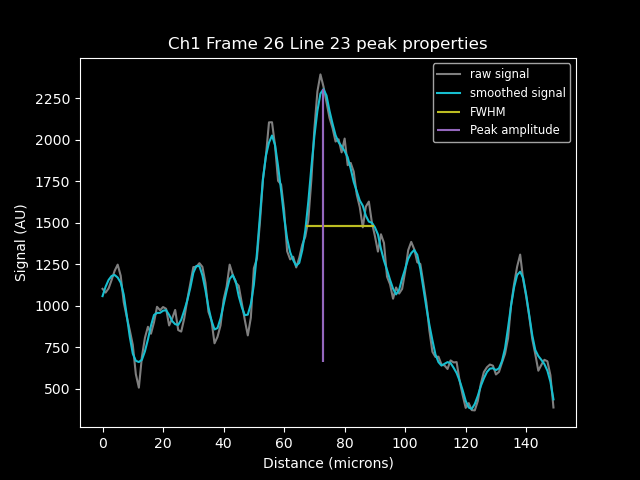 Ch1 Frame 26 Line 23 peak properties
raw signal
smoothed signal
FWHM
Peak amplitude
Signal (AU)
2250
2000
1750
1500
1250
1000
750
500
0 20 40 60 80 100 120 140
Distance (microns)